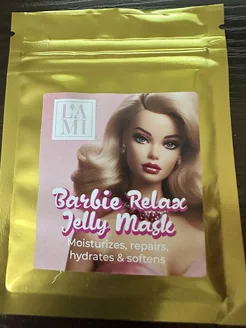 LA
MI
Barbie Relax
Jelly Mask
Moisturizes, repairs,
hydrates & softens